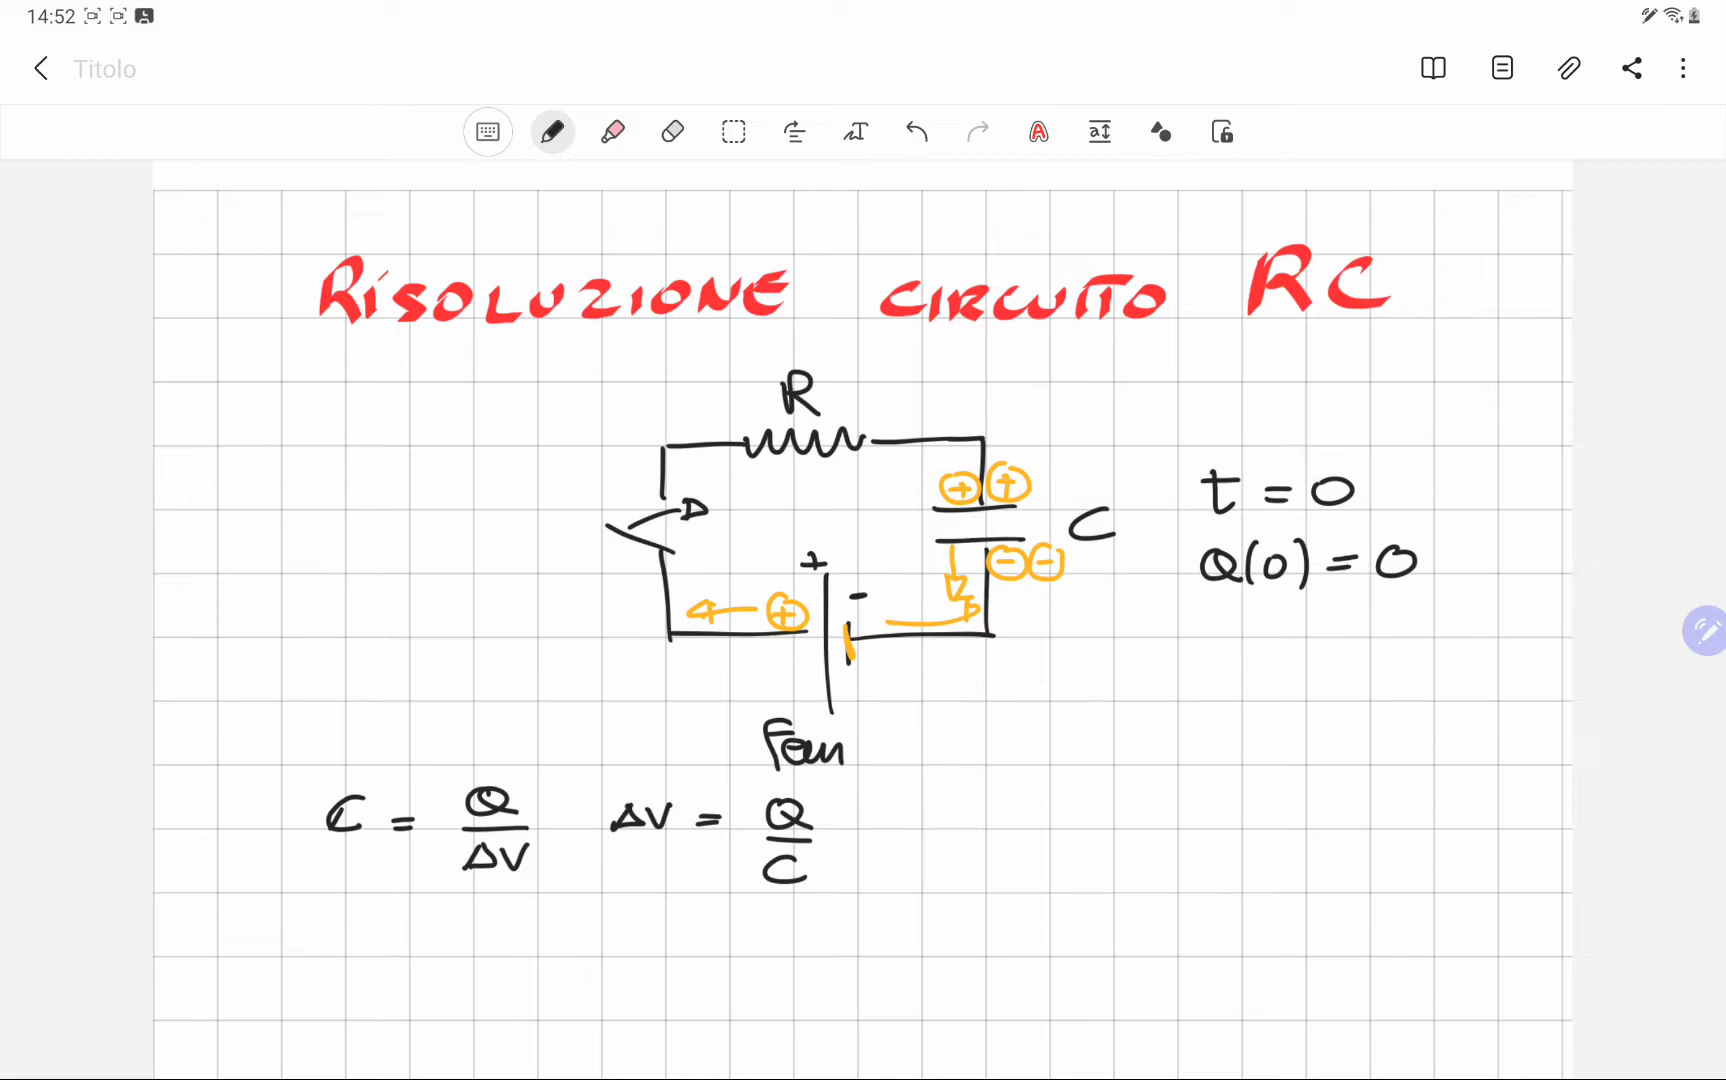 14:52
Titolo
RISOLUZIONE CIRCUITO RC
R
+ +
t = 0
C
+
- -
Q(0) = 0
-
+
Fem
C = Q/ΔV ΔV = Q/C